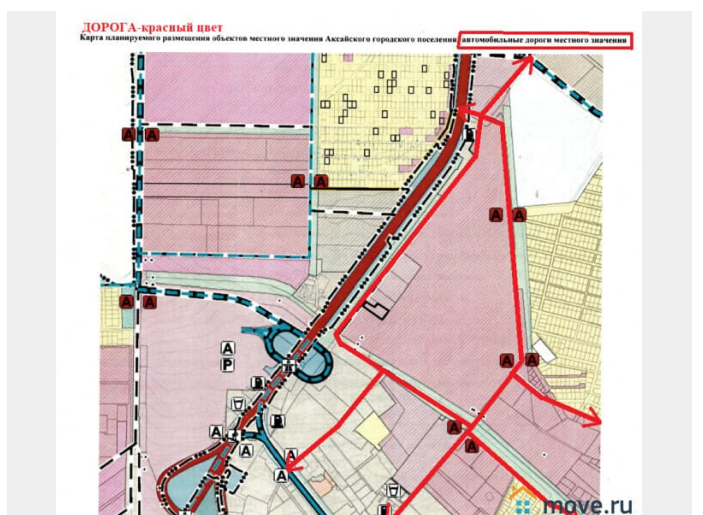 ДОРОГА-красный цвет
Карта планируемого размещения объектов местного значения Аксайского городского поселения: автомобильные дороги местного значения
А А
А А
А А
А А
А
Р
А А
А
А
А
А
А
А
move.ru